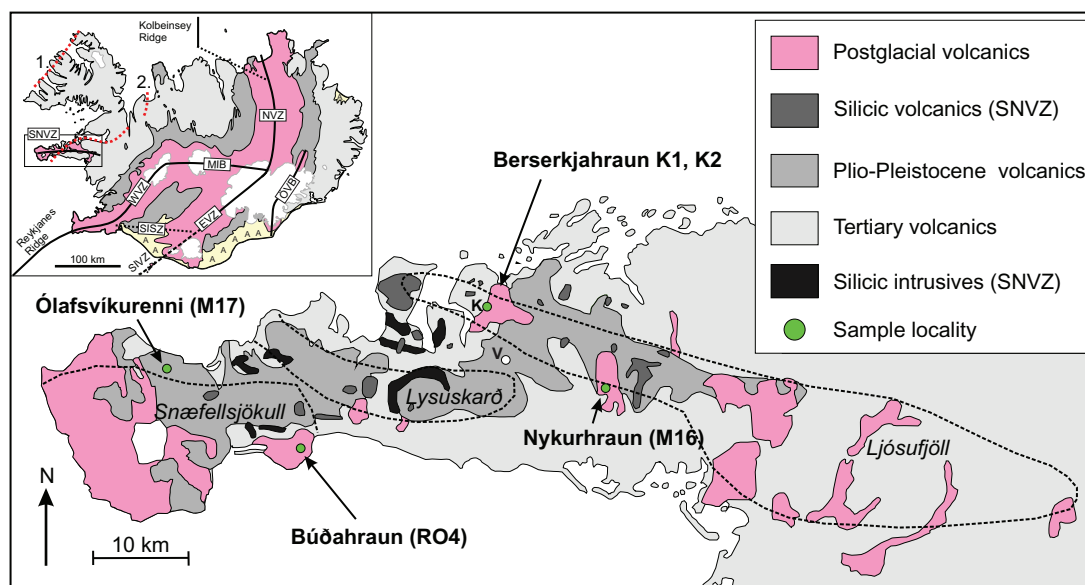 Kolbeinsey
Ridge
1.
2.
SNVZ
NVZ
MIB
WVZ
ÖVB
EVZ
SISZ
SIVZ
Reykjanes
Ridge
A
A
A
A
A
A
A
A
100 km
Postglacial volcanics
Silicic volcanics (SNVZ)
Plio-Pleistocene volcanics
Tertiary volcanics
Silicic intrusives (SNVZ)
Sample locality
Berserkjahraun K1, K2
Ólafsvíkurenni (M17)
K
V
Snæfellsjökull
Lysuskarð
Nykurhraun (M16)
Ljósufjöll
Búðahraun (RO4)
N
10 km